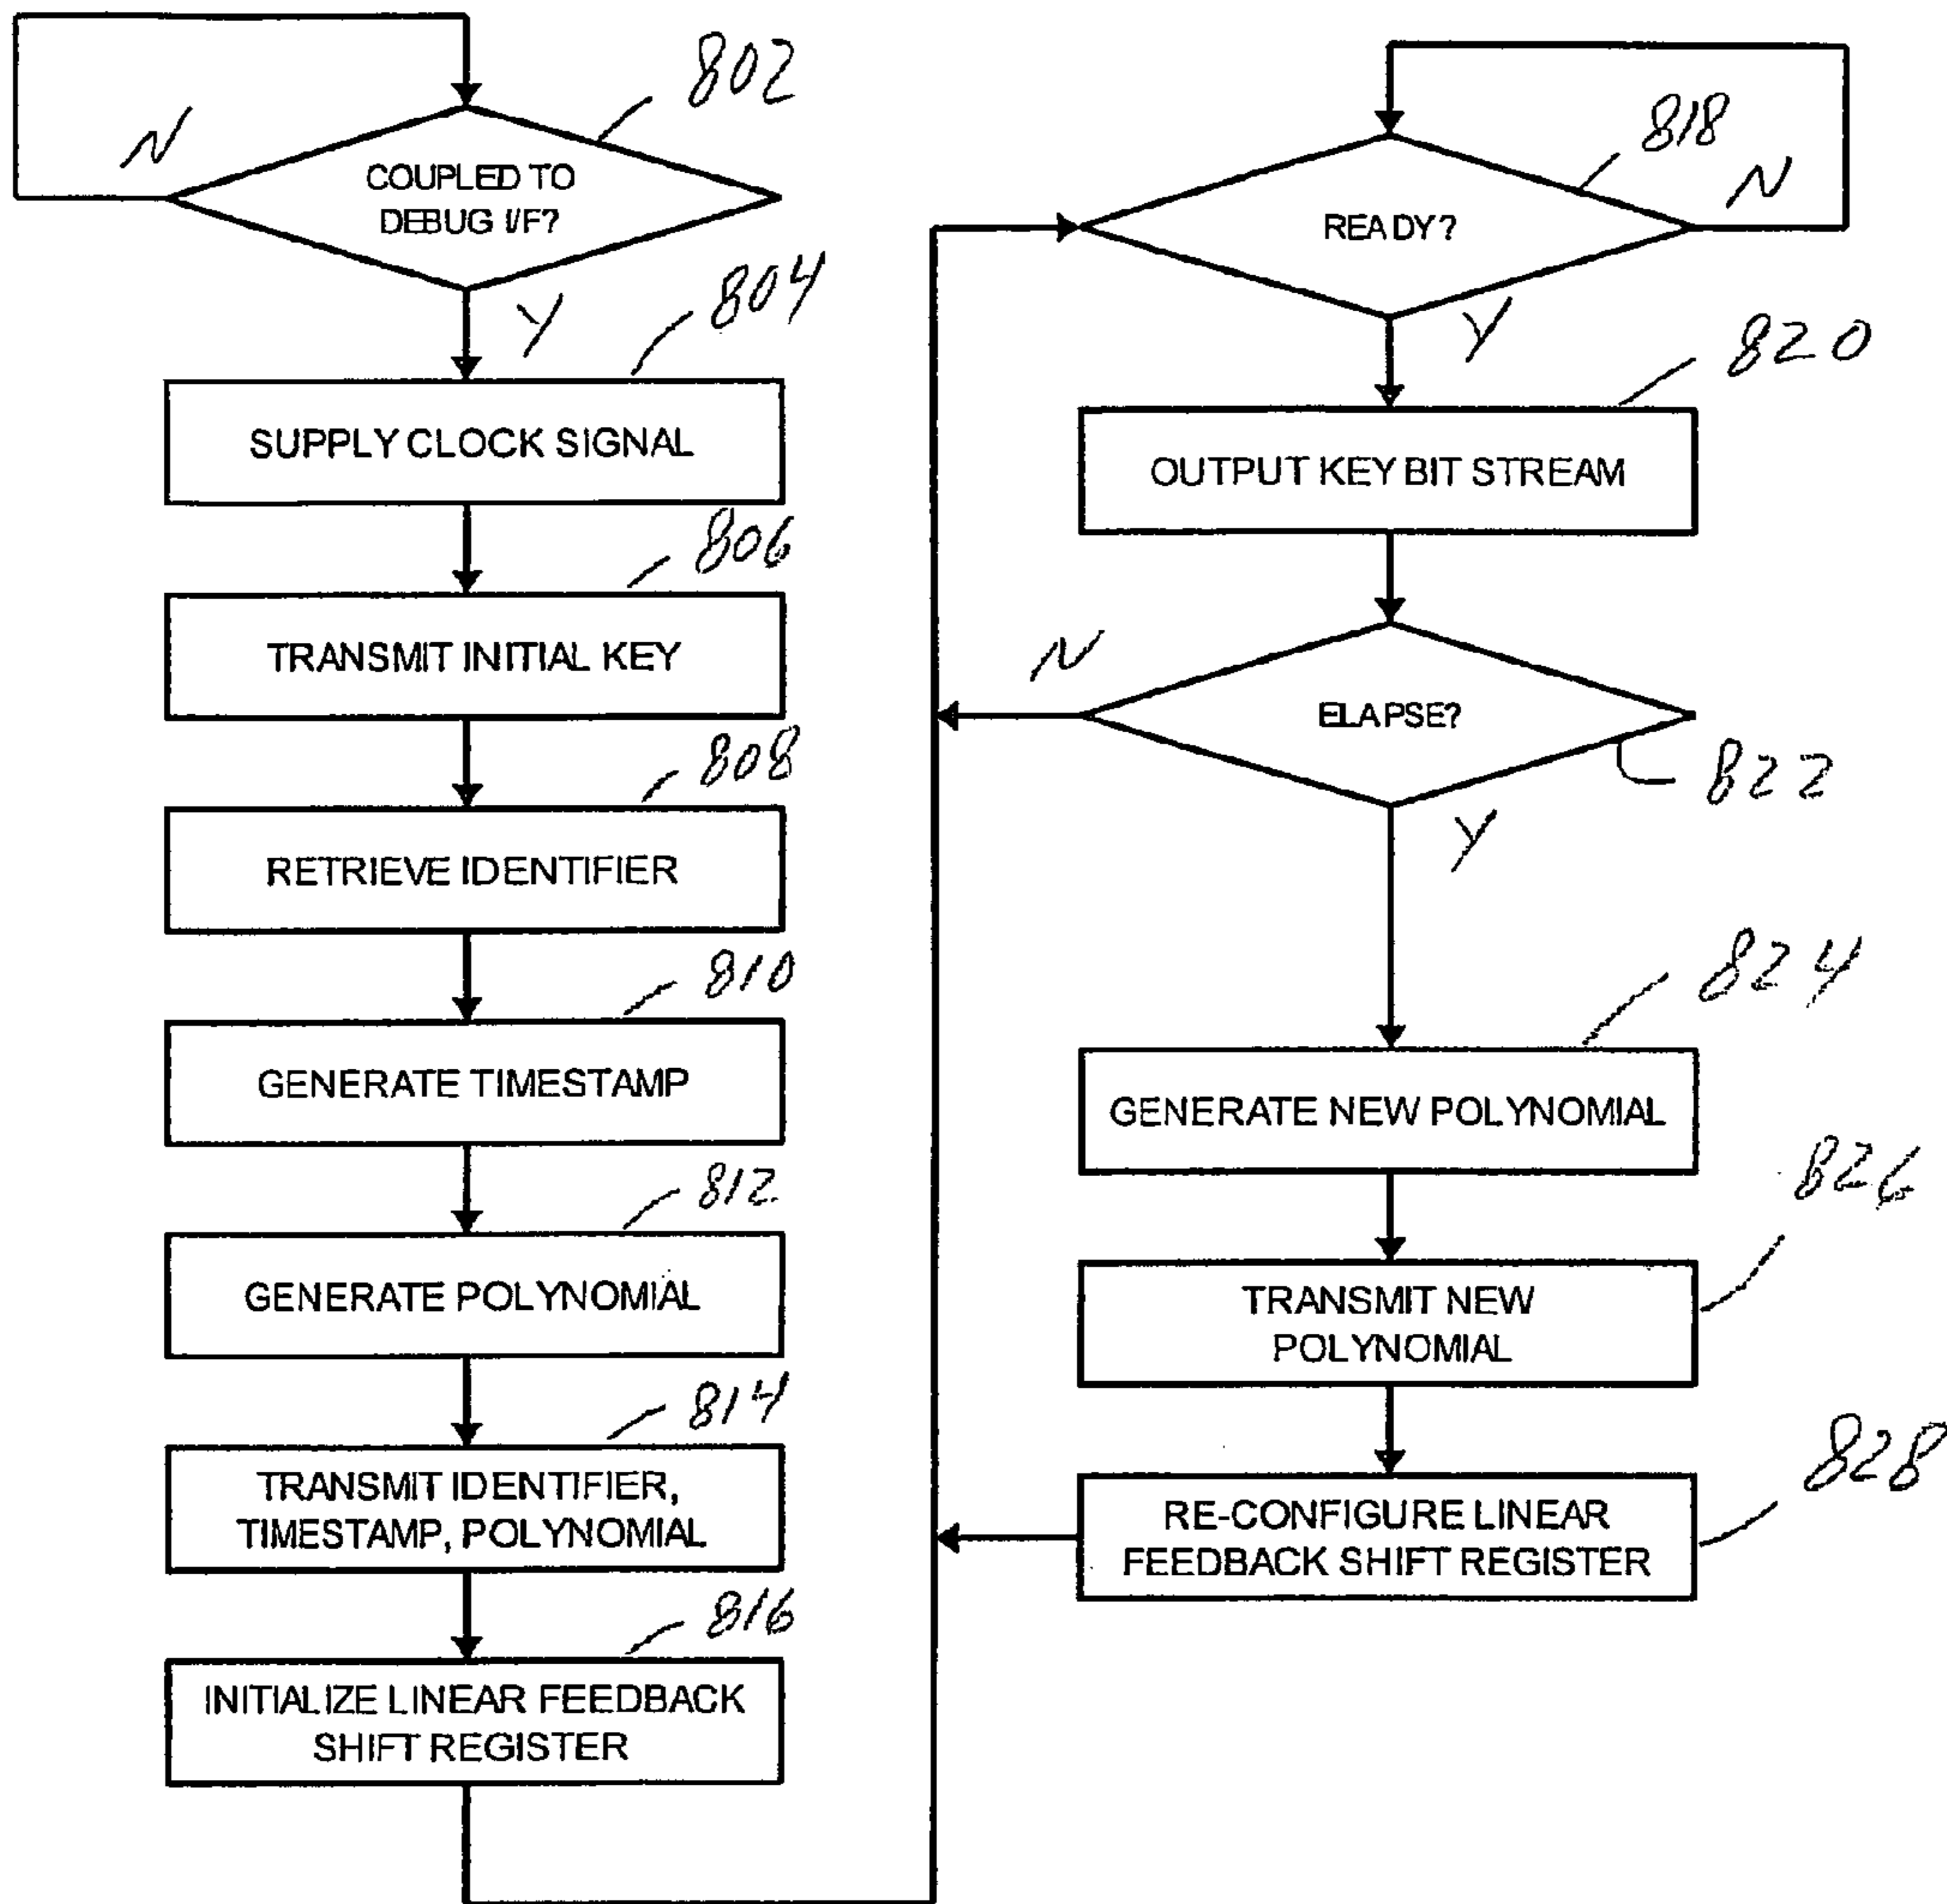 802
N
COUPLED TO
DEBUG I/F?
Y
804
SUPPLY CLOCK SIGNAL
806
TRANSMIT INITIAL KEY
808
RETRIEVE IDENTIFIER
810
GENERATE TIMESTAMP
812
GENERATE POLYNOMIAL
814
TRANSMIT IDENTIFIER,
TIMESTAMP, POLYNOMIAL
816
INITIALIZE LINEAR FEEDBACK
SHIFT REGISTER
818
N
READY?
Y
820
OUTPUT KEY BIT STREAM
N
ELAPSE?
822
Y
824
GENERATE NEW POLYNOMIAL
826
TRANSMIT NEW
POLYNOMIAL
828
RE-CONFIGURE LINEAR
FEEDBACK SHIFT REGISTER